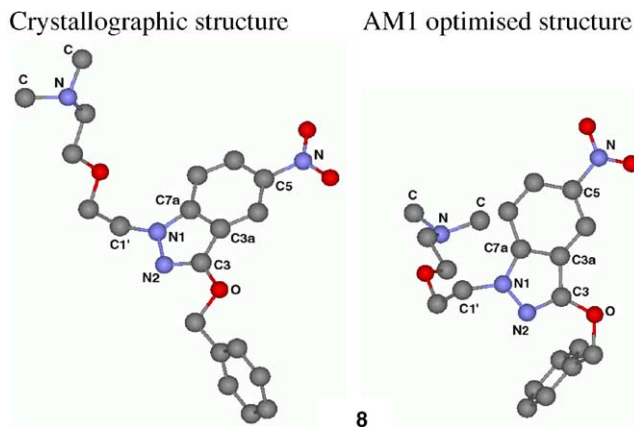 Crystallographic structure AM1 optimised structure
C
C N
N
C5
C7a
C3a
N1
C1'
N2 C3
O
N
C5
C C
N
C7a
C3a
N1 C3
C1'
N2 O
8